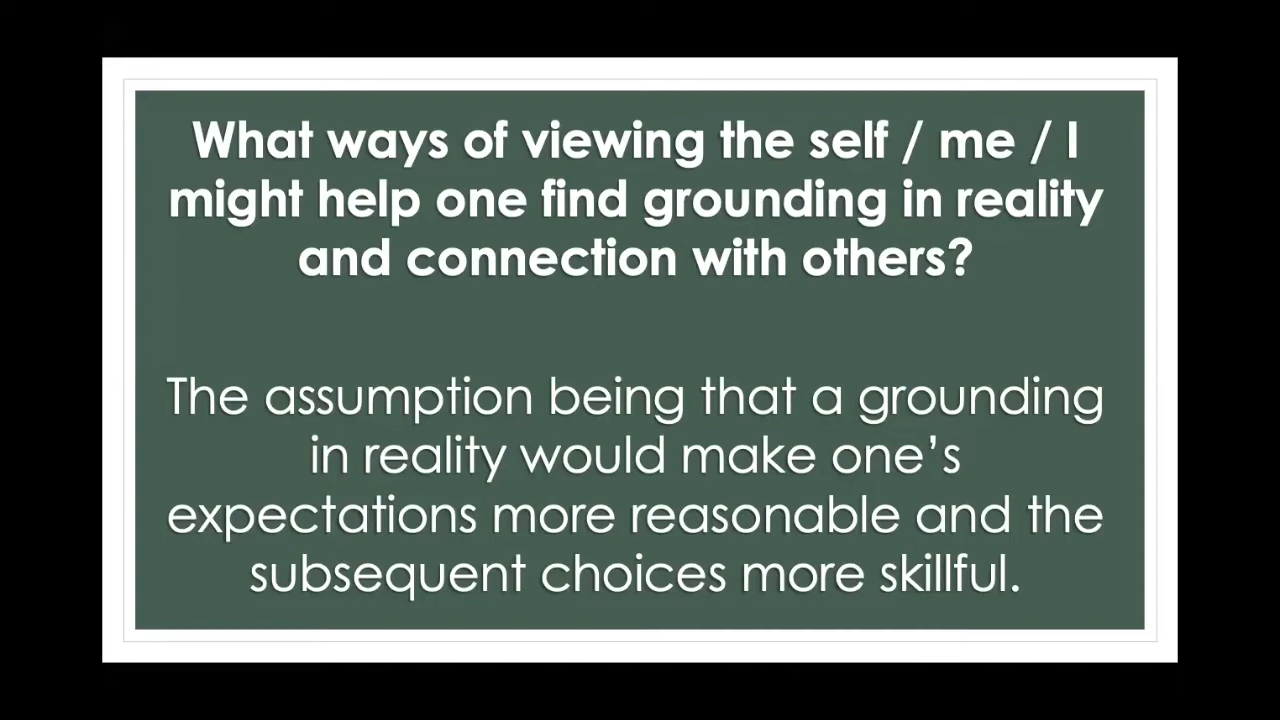 What ways of viewing the self / me / I
might help one find grounding in reality
and connection with others?
The assumption being that a grounding
in reality would make one’s
expectations more reasonable and the
subsequent choices more skillful.